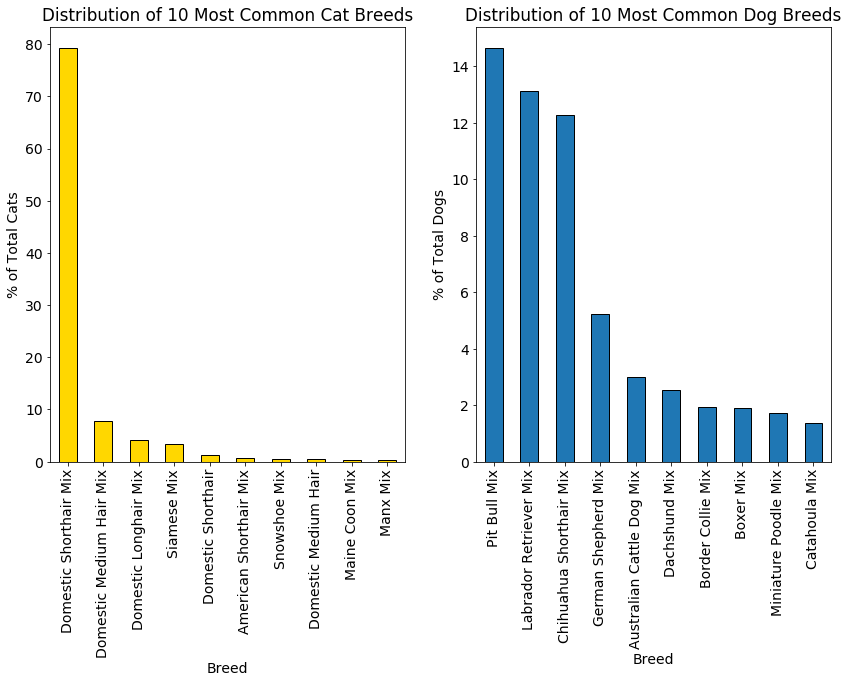 Distribution of 10 Most Common Cat Breeds
80
70
60
50
40
30
20
10
0
% of Total Cats
Domestic Shorthair Mix
Domestic Medium Hair Mix
Domestic Longhair Mix
Siamese Mix
Domestic Shorthair
American Shorthair Mix
Snowshoe Mix
Domestic Medium Hair
Maine Coon Mix
Manx Mix
Breed
Distribution of 10 Most Common Dog Breeds
14
12
10
8
6
4
2
0
% of Total Dogs
Pit Bull Mix
Labrador Retriever Mix
Chihuahua Shorthair Mix
German Shepherd Mix
Australian Cattle Dog Mix
Dachshund Mix
Border Collie Mix
Boxer Mix
Miniature Poodle Mix
Catahoula Mix
Breed